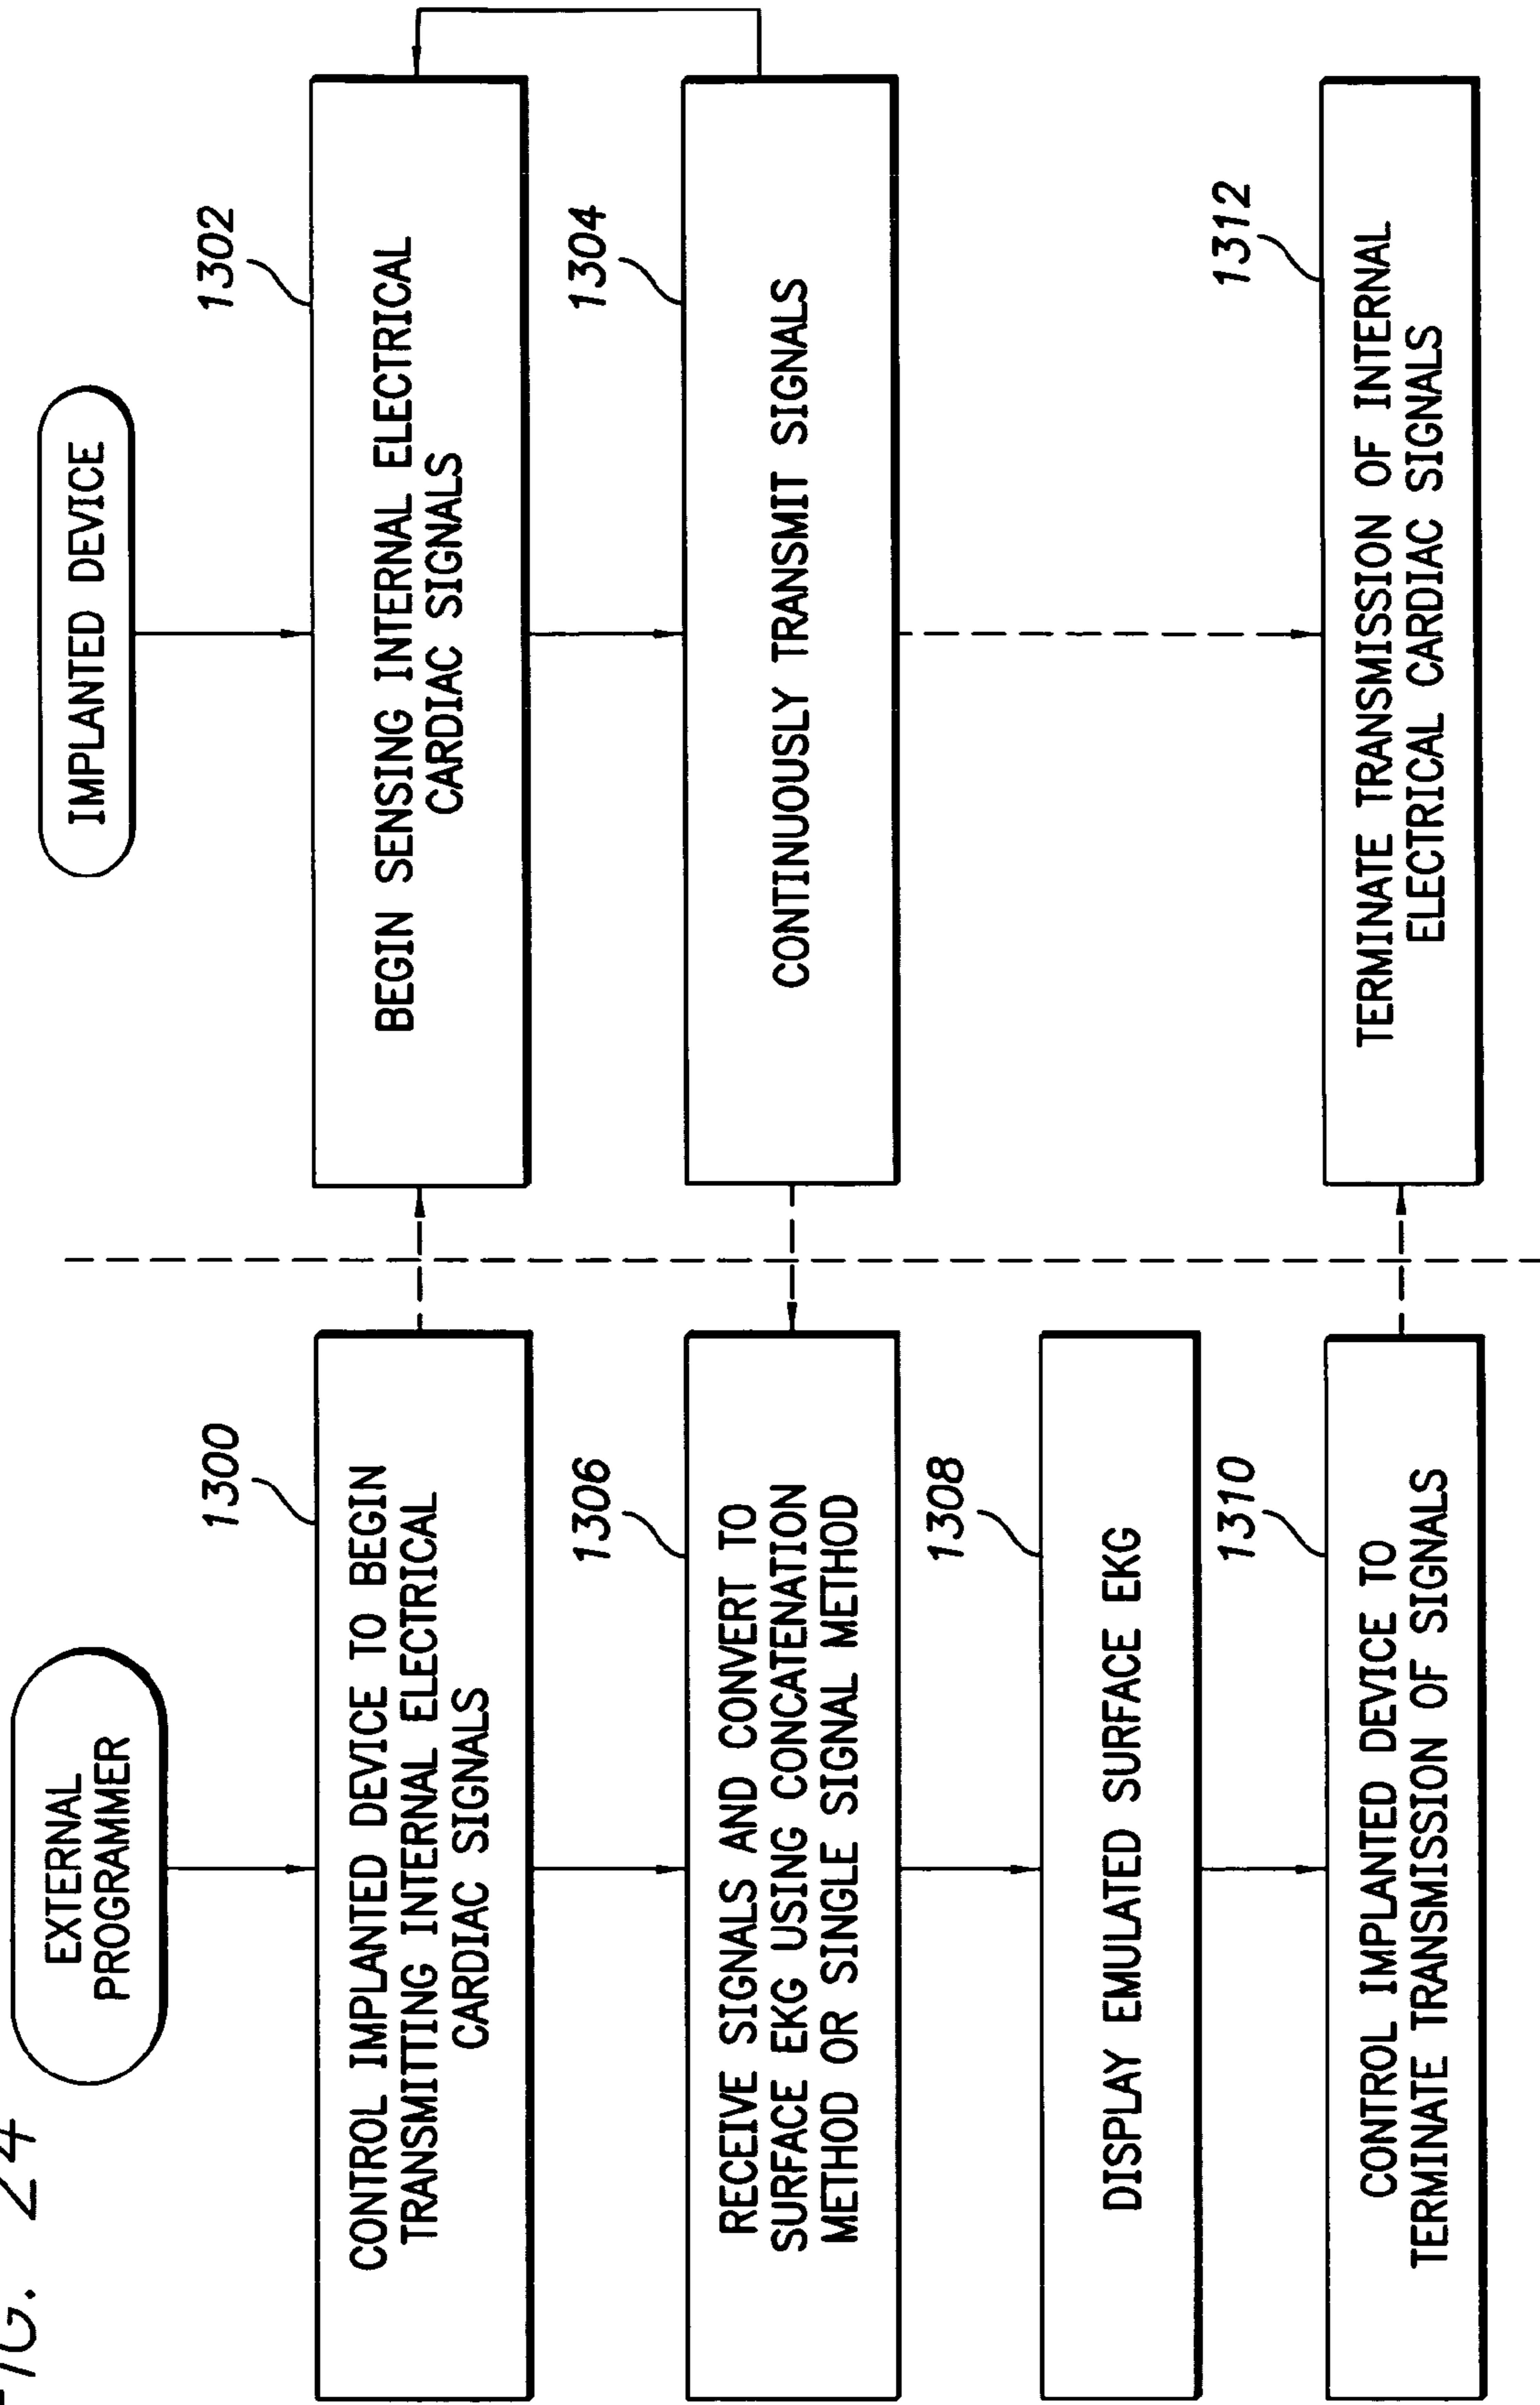 FIG. 24
EXTERNAL
PROGRAMMER
1300
CONTROL IMPLANTED DEVICE TO BEGIN
TRANSMITTING INTERNAL ELECTRICAL
CARDIAC SIGNALS
1306
RECEIVE SIGNALS AND CONVERT TO
SURFACE EKG USING CONCATENATION
METHOD OR SINGLE SIGNAL METHOD
1308
DISPLAY EMULATED SURFACE EKG
1310
CONTROL IMPLANTED DEVICE TO
TERMINATE TRANSMISSION OF SIGNALS
IMPLANTED DEVICE
1302
BEGIN SENSING INTERNAL ELECTRICAL
CARDIAC SIGNALS
1304
CONTINUOUSLY TRANSMIT SIGNALS
1312
TERMINATE TRANSMISSION OF INTERNAL
ELECTRICAL CARDIAC SIGNALS